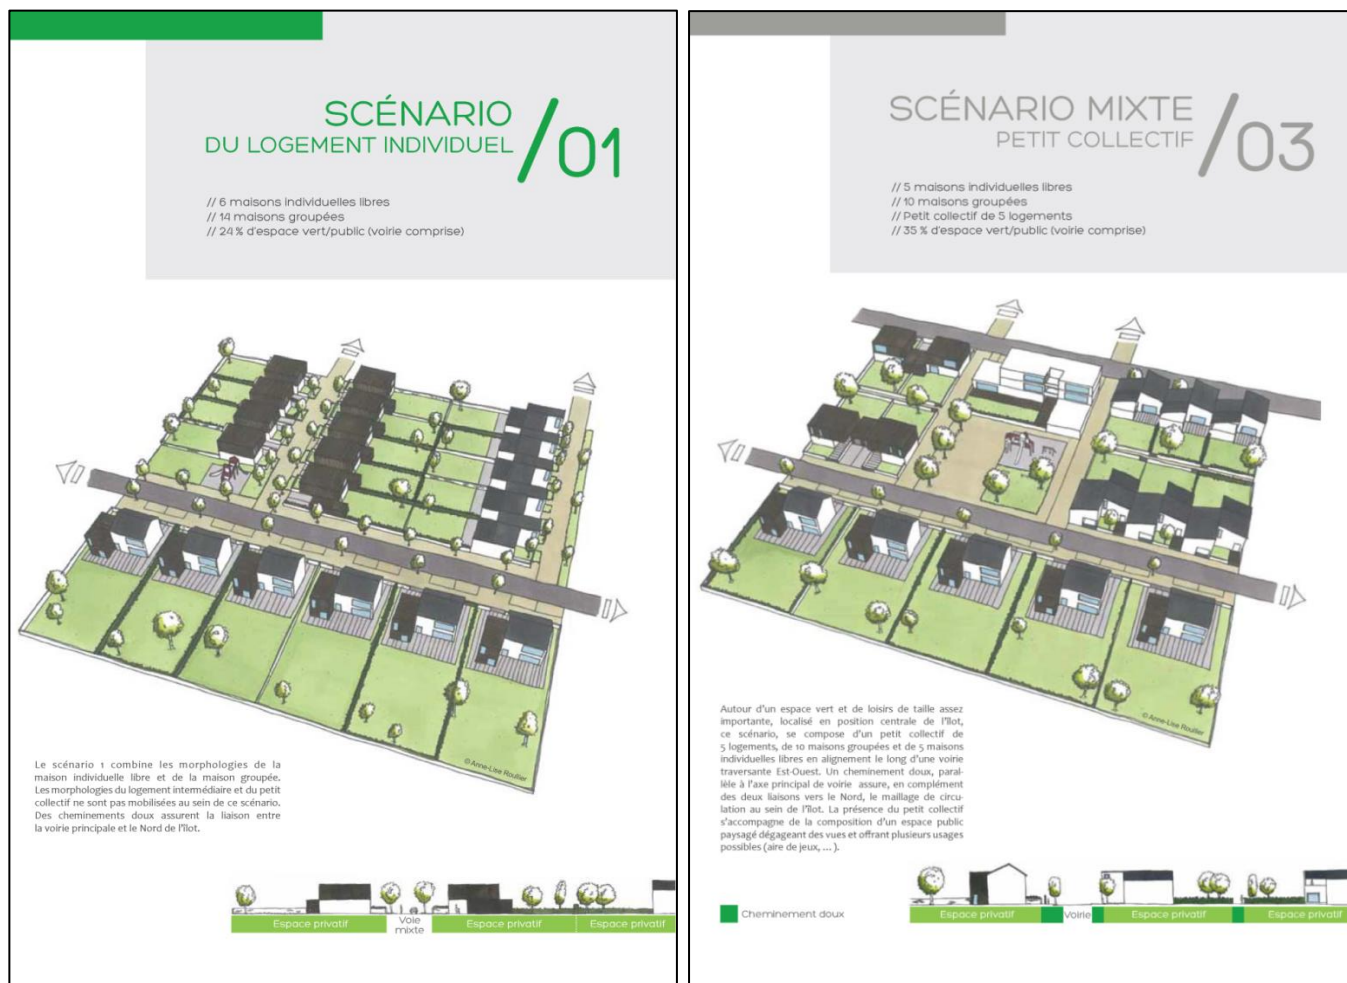 SCÉNARIO
DU LOGEMENT INDIVIDUEL
/01
// 6 maisons individuelles libres
// 14 maisons groupées
// 24 % d'espace vert/public (voirie comprise)
© Anne-Lise Roullier
Le scénario 1 combine les morphologies de la
maison individuelle libre et de la maison groupée.
Les morphologies du logement intermédiaire et du petit
collectif ne sont pas mobilisées au sein de ce scénario.
Des cheminements doux assurent la liaison entre
la voirie principale et le Nord de l'îlot.
Espace privatif
Voie
mixte
Espace privatif
Espace privatif
SCÉNARIO MIXTE
PETIT COLLECTIF
/03
// 5 maisons individuelles libres
// 10 maisons groupées
// Petit collectif de 5 logements
// 35 % d'espace vert/public (voirie comprise)
© Anne-Lise Roullier
Autour d'un espace vert et de loisirs de taille assez
importante, localisé en position centrale de l'îlot,
ce scénario, se compose d'un petit collectif de
5 logements, de 10 maisons groupées et de 5 maisons
individuelles libres en alignement le long d'une voirie
traversante Est-Ouest. Un cheminement doux, paral-
lèle à l'axe principal de voirie assure, en complément
des deux liaisons vers le Nord, le maillage de circu-
lation au sein de l'îlot. La présence du petit collectif
s'accompagne de la composition d'un espace public
paysagé dégageant des vues et offrant plusieurs usages
possibles (aire de jeux, ... ).
Cheminement doux
Espace privatif
Voirie
Espace privatif
Espace privatif